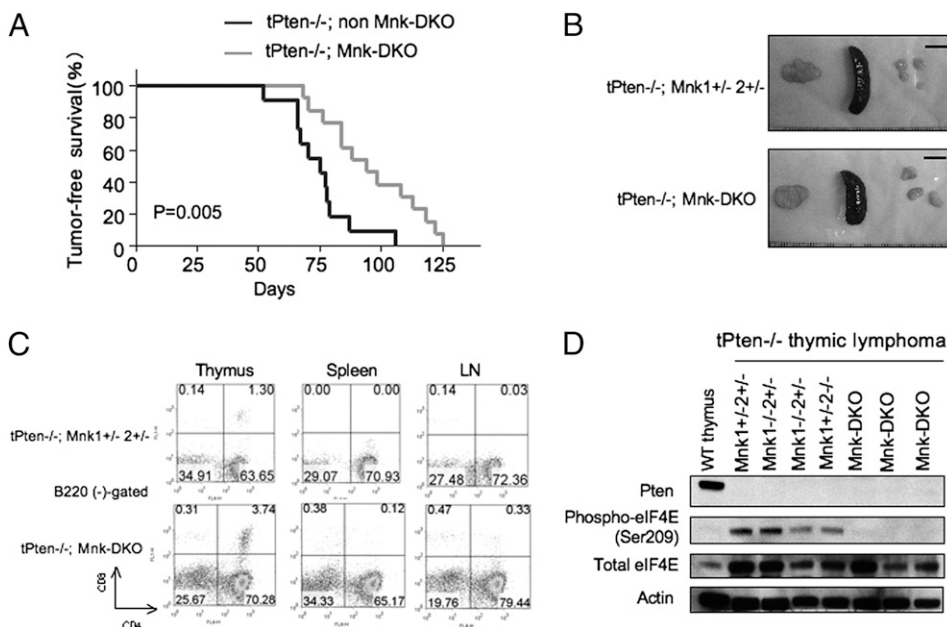 A
tPten-/-; non Mnk-DKO
tPten-/-; Mnk-DKO
Tumor-free survival(%)
100
80
60
40
20
0
P=0.005
0 25 50 75 100 125
Days
B
tPten-/-; Mnk1+/- 2+/-
tPten-/-; Mnk-DKO
C
Thymus Spleen LN
tPten-/-; Mnk1+/- 2+/-
0.14 1.30 0.00 0.00 0.14 0.03
34.91 63.65 29.07 70.93 27.48 72.36
B220 (-)-gated
tPten-/-; Mnk-DKO
0.31 3.74 0.38 0.12 0.47 0.33
25.67 70.28 34.33 65.17 19.76 79.44
CD8
CD4
D
tPten-/- thymic lymphoma
WT thymus
Mnk1+/-2+/-
Mnk1-/-2+/-
Mnk1-/-2+/-
Mnk1+/-2-/-
Mnk-DKO
Mnk-DKO
Mnk-DKO
Pten
Phospho-eIF4E
(Ser209)
Total eIF4E
Actin